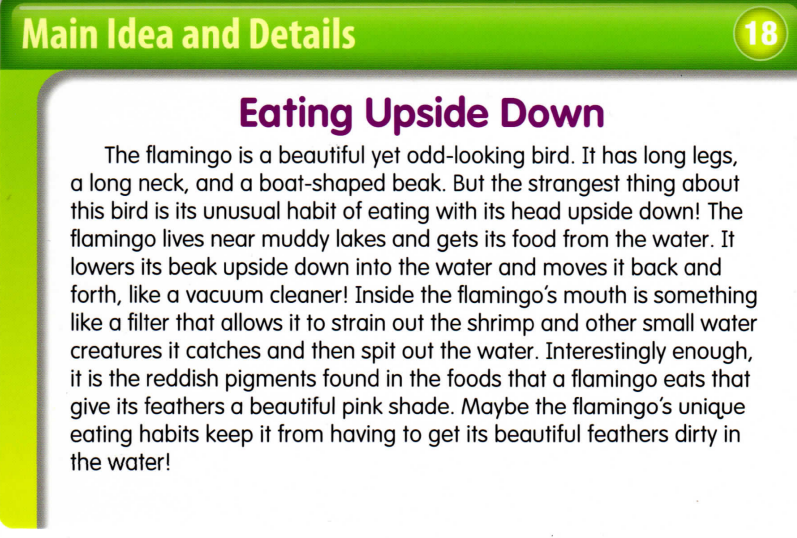 Main Idea and Details
18
Eating Upside Down
The flamingo is a beautiful yet odd-looking bird. It has long legs,
a long neck, and a boat-shaped beak. But the strangest thing about
this bird is its unusual habit of eating with its head upside down! The
flamingo lives near muddy lakes and gets its food from the water. It
lowers its beak upside down into the water and moves it back and
forth, like a vacuum cleaner! Inside the flamingo's mouth is something
like a filter that allows it to strain out the shrimp and other small water
creatures it catches and then spit out the water. Interestingly enough,
it is the reddish pigments found in the foods that a flamingo eats that
give its feathers a beautiful pink shade. Maybe the flamingo's unique
eating habits keep it from having to get its beautiful feathers dirty in
the water!